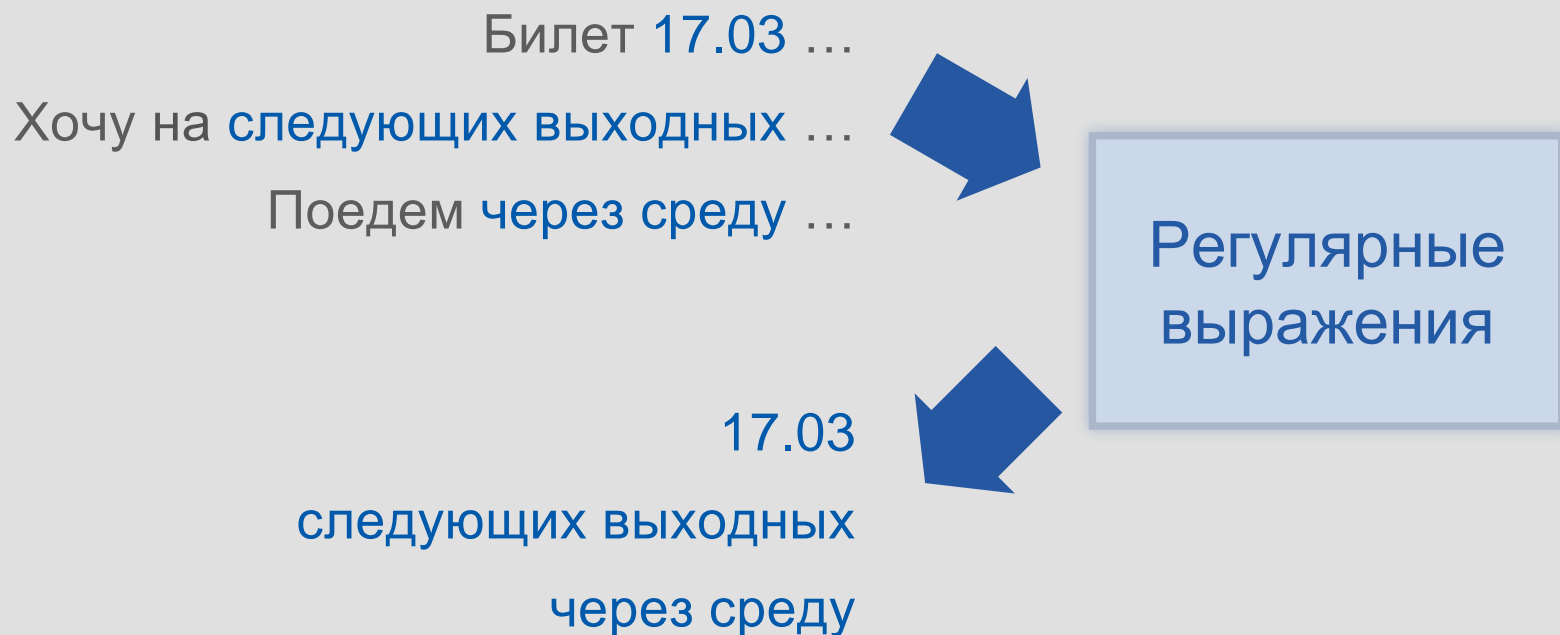 Билет 17.03 …
Хочу на следующих выходных …
Поедем через среду …
Регулярные
выражения
17.03
следующих выходных
через среду